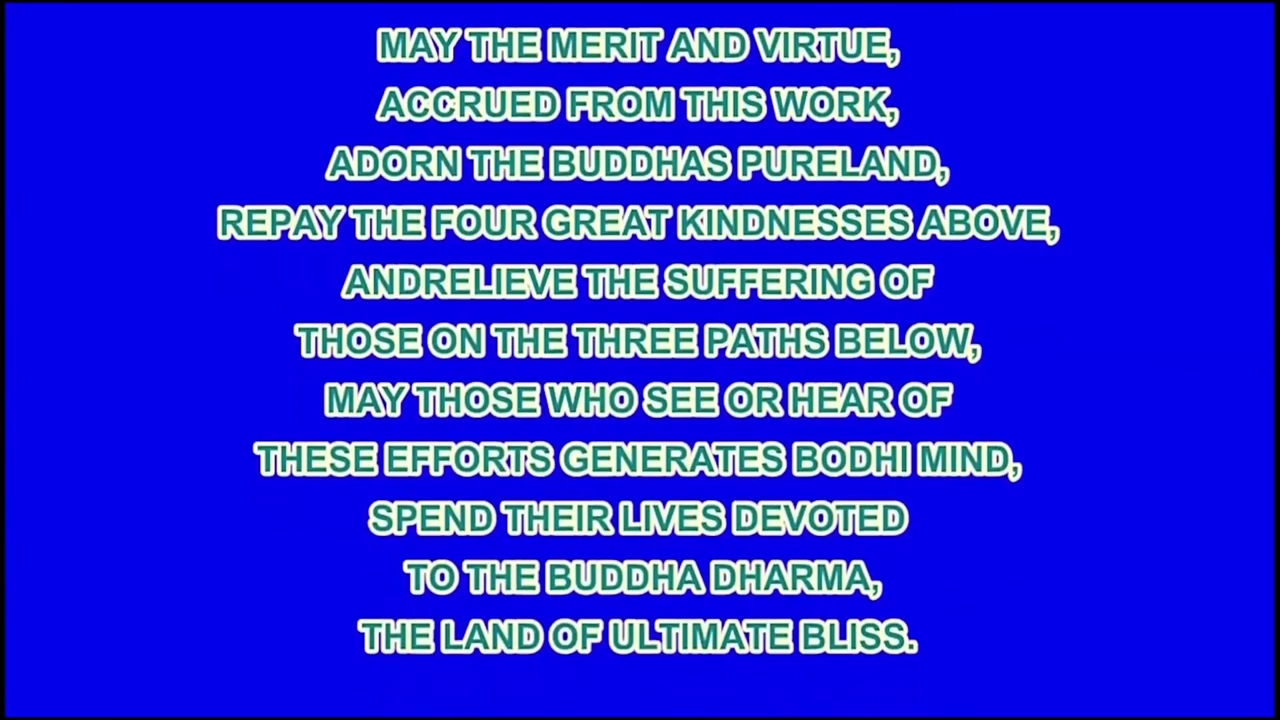 MAY THE MERIT AND VIRTUE,
ACCRUED FROM THIS WORK,
ADORN THE BUDDHAS PURELAND,
REPAY THE FOUR GREAT KINDNESSES ABOVE,
ANDRELIEVE THE SUFFERING OF
THOSE ON THE THREE PATHS BELOW,
MAY THOSE WHO SEE OR HEAR OF
THESE EFFORTS GENERATES BODHI MIND,
SPEND THEIR LIVES DEVOTED
TO THE BUDDHA DHARMA,
THE LAND OF ULTIMATE BLISS.